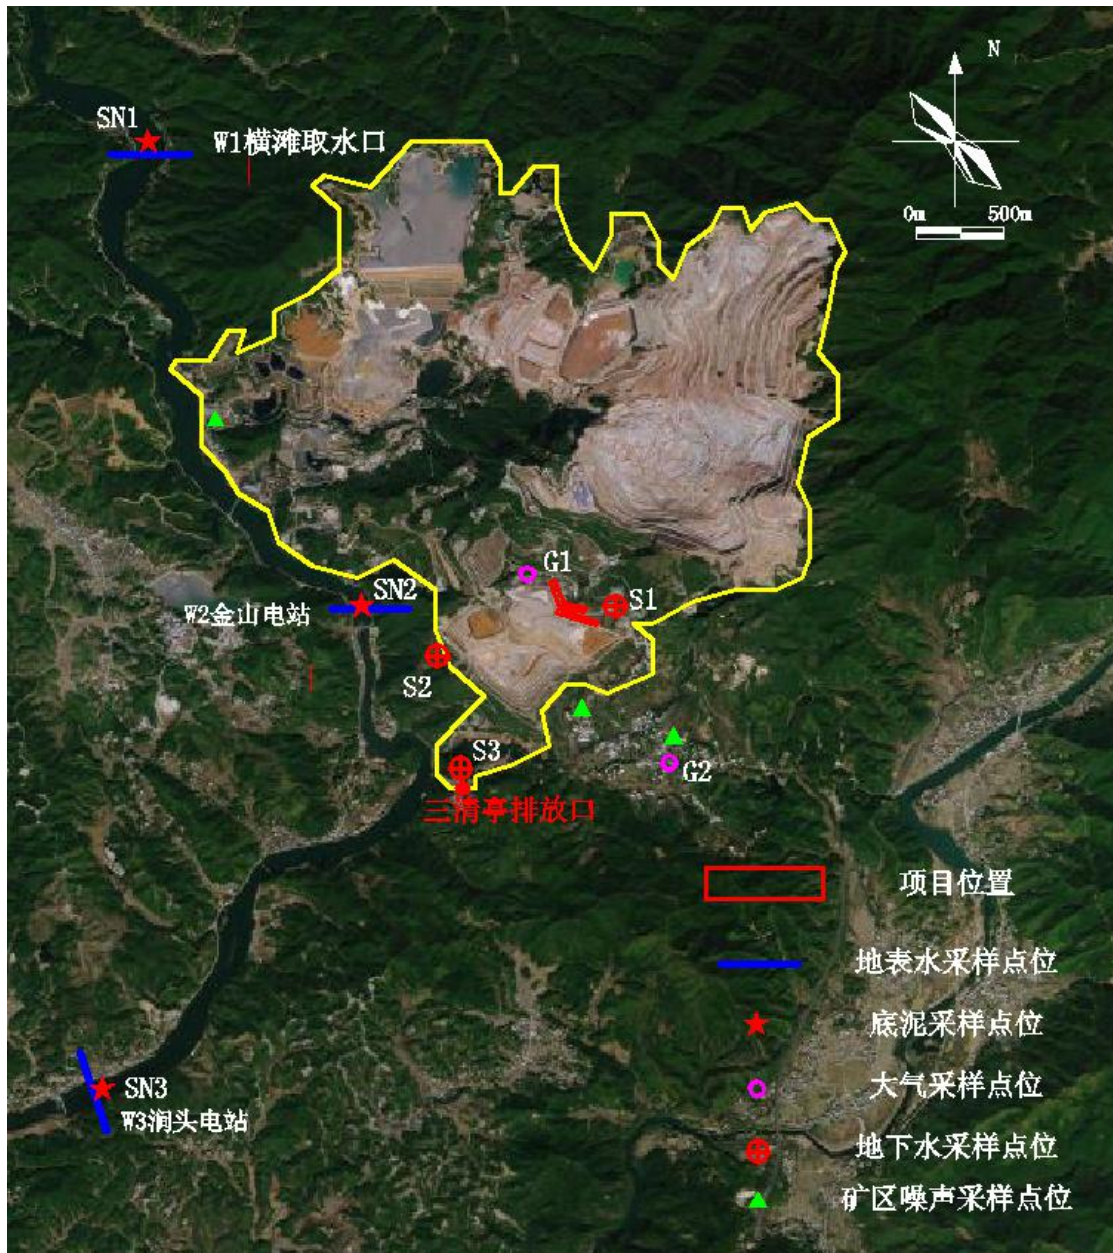 N
SN1
W1横滩取水口
0m 500m
G1
SN2
S1
W2金山电站
S2
S3
G2
三清亭排放口
项目位置
地表水采样点位
底泥采样点位
SN3
大气采样点位
W3涧头电站
地下水采样点位
矿区噪声采样点位